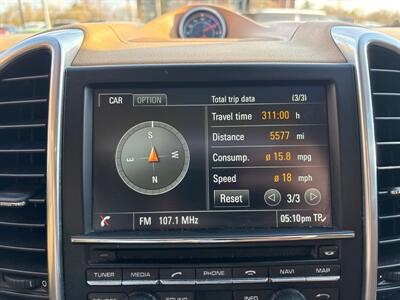 CAR OPTION Total trip data (3/3)
Travel time 311:00 h
Distance 5577 mi
Consump. ø 15.8 mpg
Speed ø 18 mph
Reset 3/3
S
E W
N
FM 107.1 MHz 05:10pm TP
TUNER MEDIA PHONE NAVI MAP
INFO